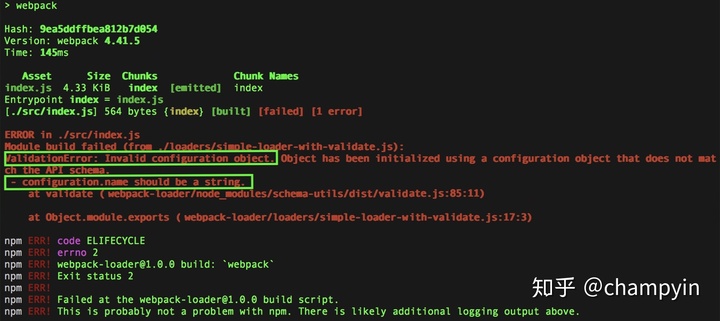 > webpack
Hash: 9ea5ddffbea812b7d054
Version: webpack 4.41.5
Time: 145ms
Asset Size Chunks Chunk Names
index.js 4.33 KiB index [emitted] index
Entrypoint index = index.js
[./src/index.js] 564 bytes {index} [built] [failed] [1 error]
ERROR in ./src/index.js
Module build failed (from ./loaders/simple-loader-with-validate.js):
ValidationError: Invalid configuration object. Object has been initialized using a configuration object that does not mat
ch the API schema.
- configuration.name should be a string.
at validate (webpack-loader/node_modules/schema-utils/dist/validate.js:85:11)
at Object.module.exports (webpack-loader/loaders/simple-loader-with-validate.js:17:3)
npm ERR! code ELIFECYCLE
npm ERR! errno 2
npm ERR! webpack-loader@1.0.0 build: `webpack`
npm ERR! Exit status 2
npm ERR!
npm ERR! Failed at the webpack-loader@1.0.0 build script.
npm ERR! This is probably not a problem with npm. There is likely additional logging output above.
知乎 @champyin